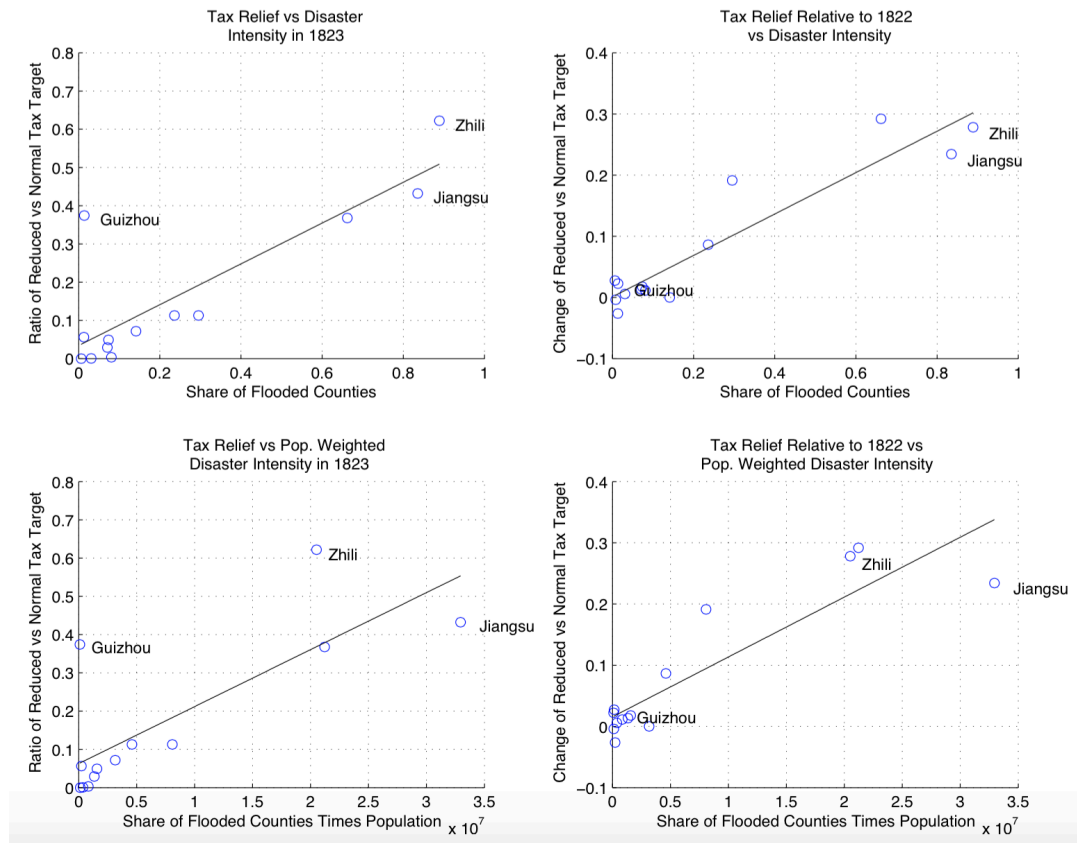 Tax Relief vs Disaster
Intensity in 1823
Ratio of Reduced vs Normal Tax Target
0.8
0.7
0.6
0.5
0.4
0.3
0.2
0.1
0
Zhili
Jiangsu
Guizhou
0 0.2 0.4 0.6 0.8 1
Share of Flooded Counties
Tax Relief Relative to 1822
vs Disaster Intensity
Change of Reduced vs Normal Tax Target
0.4
0.3
0.2
0.1
0
−0.1
Zhili
Jiangsu
Guizhou
0 0.2 0.4 0.6 0.8 1
Share of Flooded Counties
Tax Relief vs Pop. Weighted
Disaster Intensity in 1823
Ratio of Reduced vs Normal Tax Target
0.8
0.7
0.6
0.5
0.4
0.3
0.2
0.1
0
Zhili
Jiangsu
Guizhou
0 0.5 1 1.5 2 2.5 3 3.5
Share of Flooded Counties Times Population
x 10⁷
Tax Relief Relative to 1822 vs
Pop. Weighted Disaster Intensity
Change of Reduced vs Normal Tax Target
0.4
0.3
0.2
0.1
0
−0.1
Zhili
Jiangsu
Guizhou
0 0.5 1 1.5 2 2.5 3 3.5
Share of Flooded Counties Times Population
x 10⁷